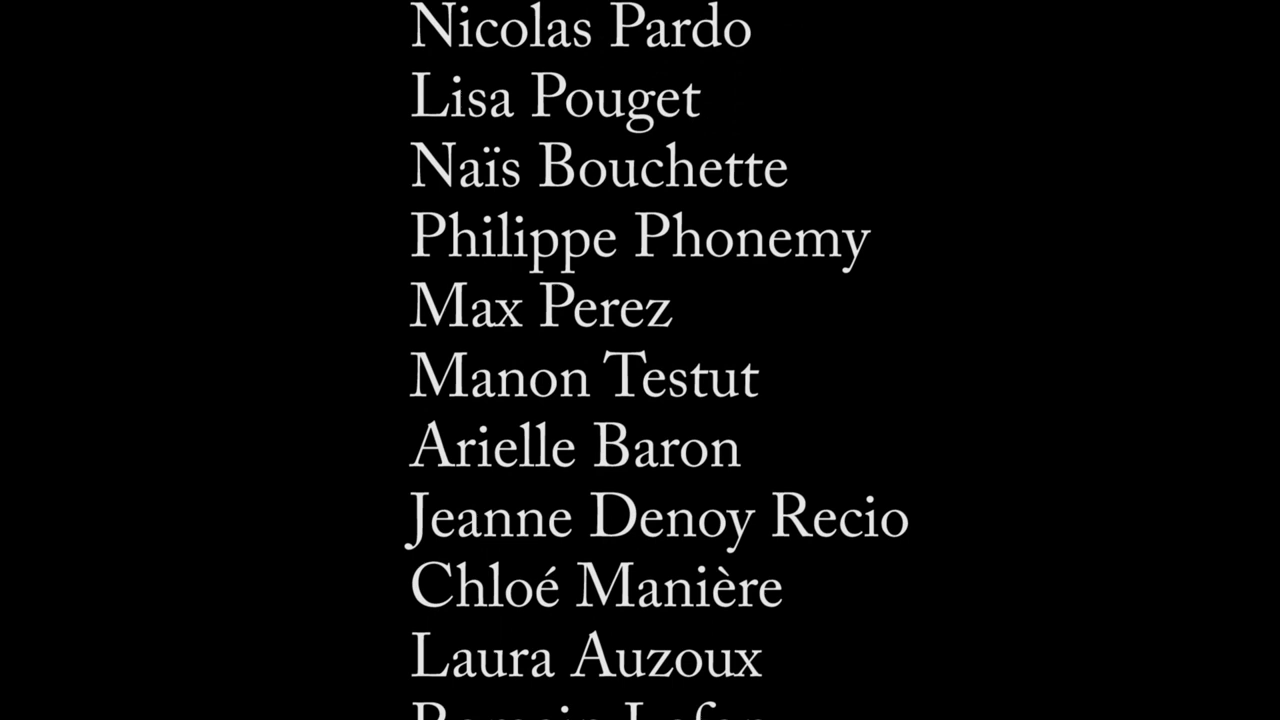 Nicolas Pardo
Lisa Pouget
Naïs Bouchette
Philippe Phonemy
Max Perez
Manon Testut
Arielle Baron
Jeanne Denoy Recio
Chloé Manière
Laura Auzoux